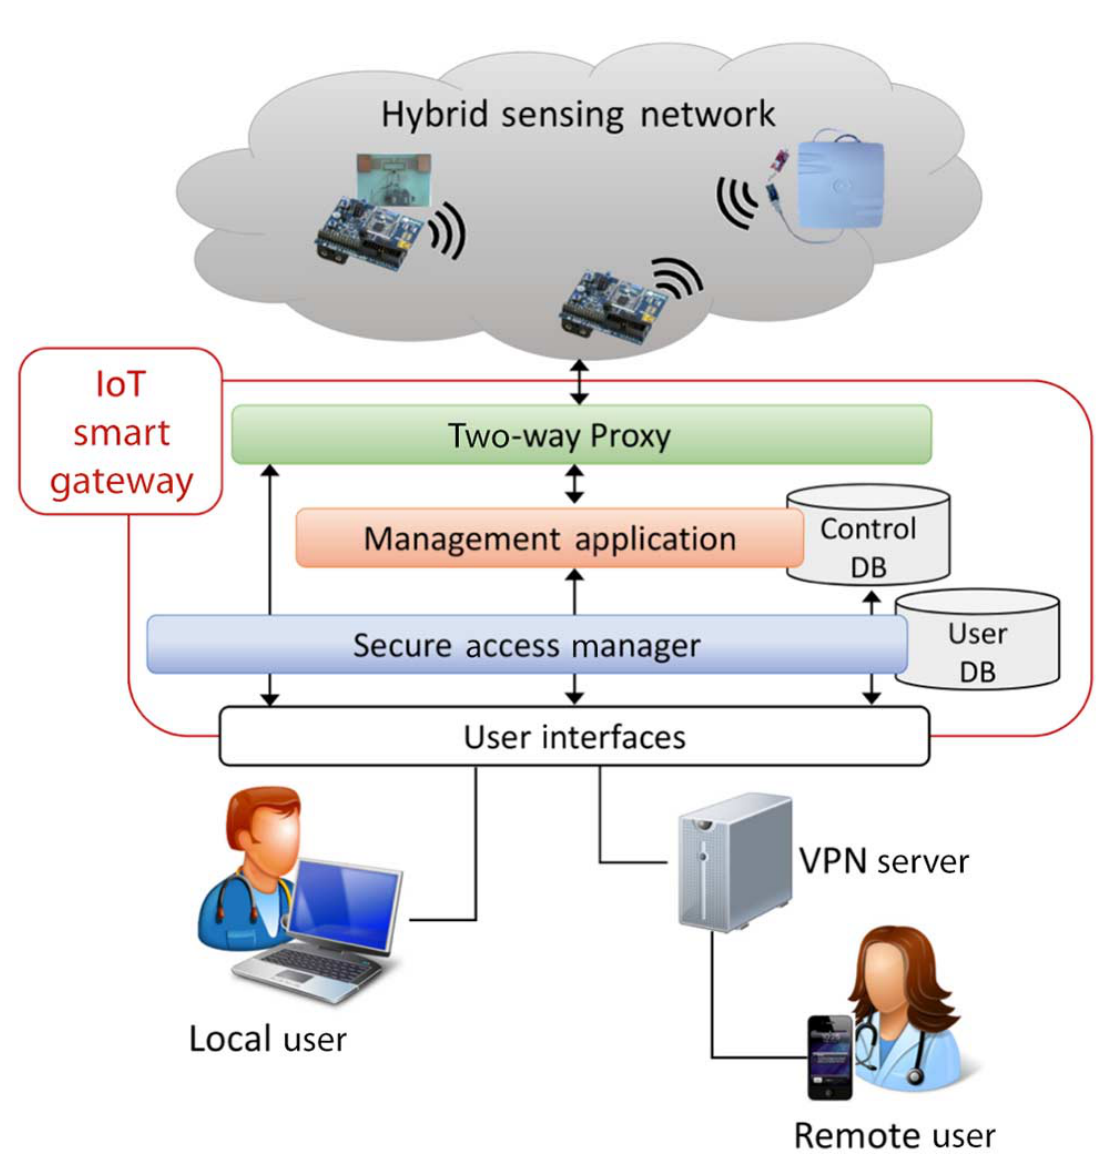 Hybrid sensing network
IoT
smart
gateway
Two-way Proxy
Management application
Control
DB
Secure access manager
User
DB
User interfaces
VPN server
Local user
Remote user